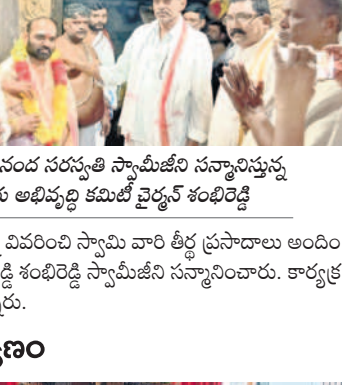 నంద సరస్వతి స్వామీజీని సన్మానిస్తున్న
అభివృద్ధి కమిటీ చైర్మన్ శంభిరెడ్డి
వివరించి స్వామి వారి తీర్థ ప్రసాదాలు అందిం
డ్డి శంభిరెడ్డి స్వామీజీని సన్మానించారు. కార్యక్ర